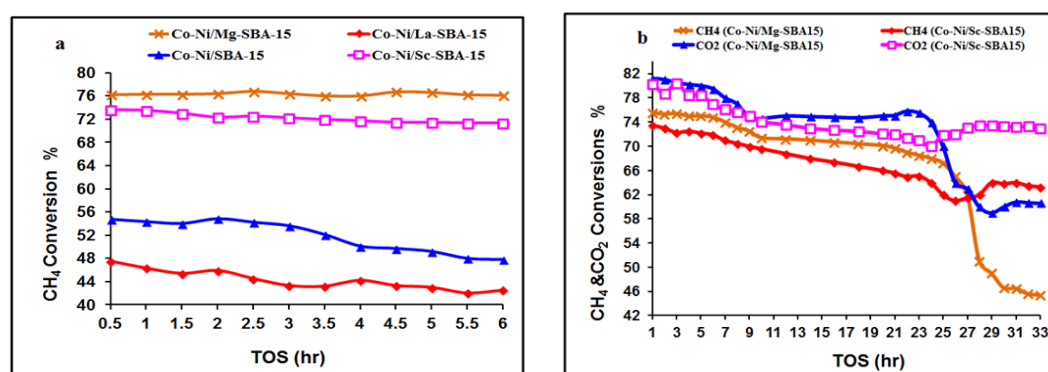 a
Co-Ni/Mg-SBA-15
Co-Ni/La-SBA-15
Co-Ni/SBA-15
Co-Ni/Sc-SBA-15
80
76
72
68
64
60
56
52
48
44
40
CH4 Conversion %
0.5 1 1.5 2 2.5 3 3.5 4 4.5 5 5.5 6
TOS (hr)
b
CH4 (Co-Ni/Mg-SBA15)
CH4 (Co-Ni/Sc-SBA15)
CO2 (Co-Ni/Mg-SBA15)
CO2 (Co-Ni/Sc-SBA15)
82
78
74
70
66
62
58
54
50
46
42
CH4 &CO2 Conversions %
1 3 5 7 9 11 13 15 17 19 21 23 25 27 29 31 33
TOS (hr)